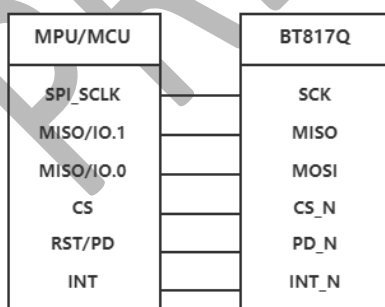 MPU/MCU BT817Q
SPI_SCLK SCK
MISO/IO.1 MISO
MISO/IO.0 MOSI
CS CS_N
RST/PD PD_N
INT INT_N